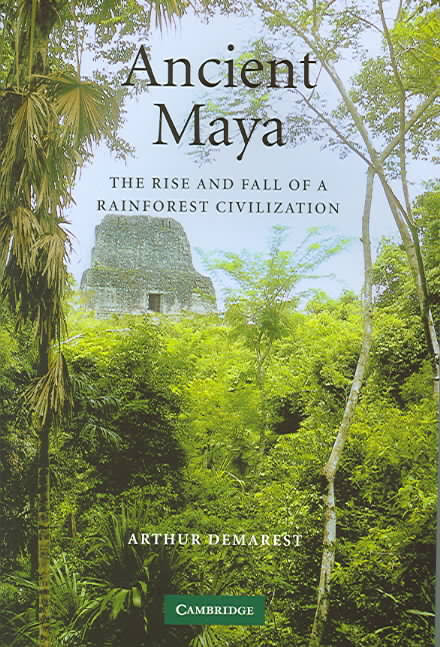 Ancient
Maya
THE RISE AND FALL OF A
RAINFOREST CIVILIZATION
ARTHUR DEMAREST
CAMBRIDGE